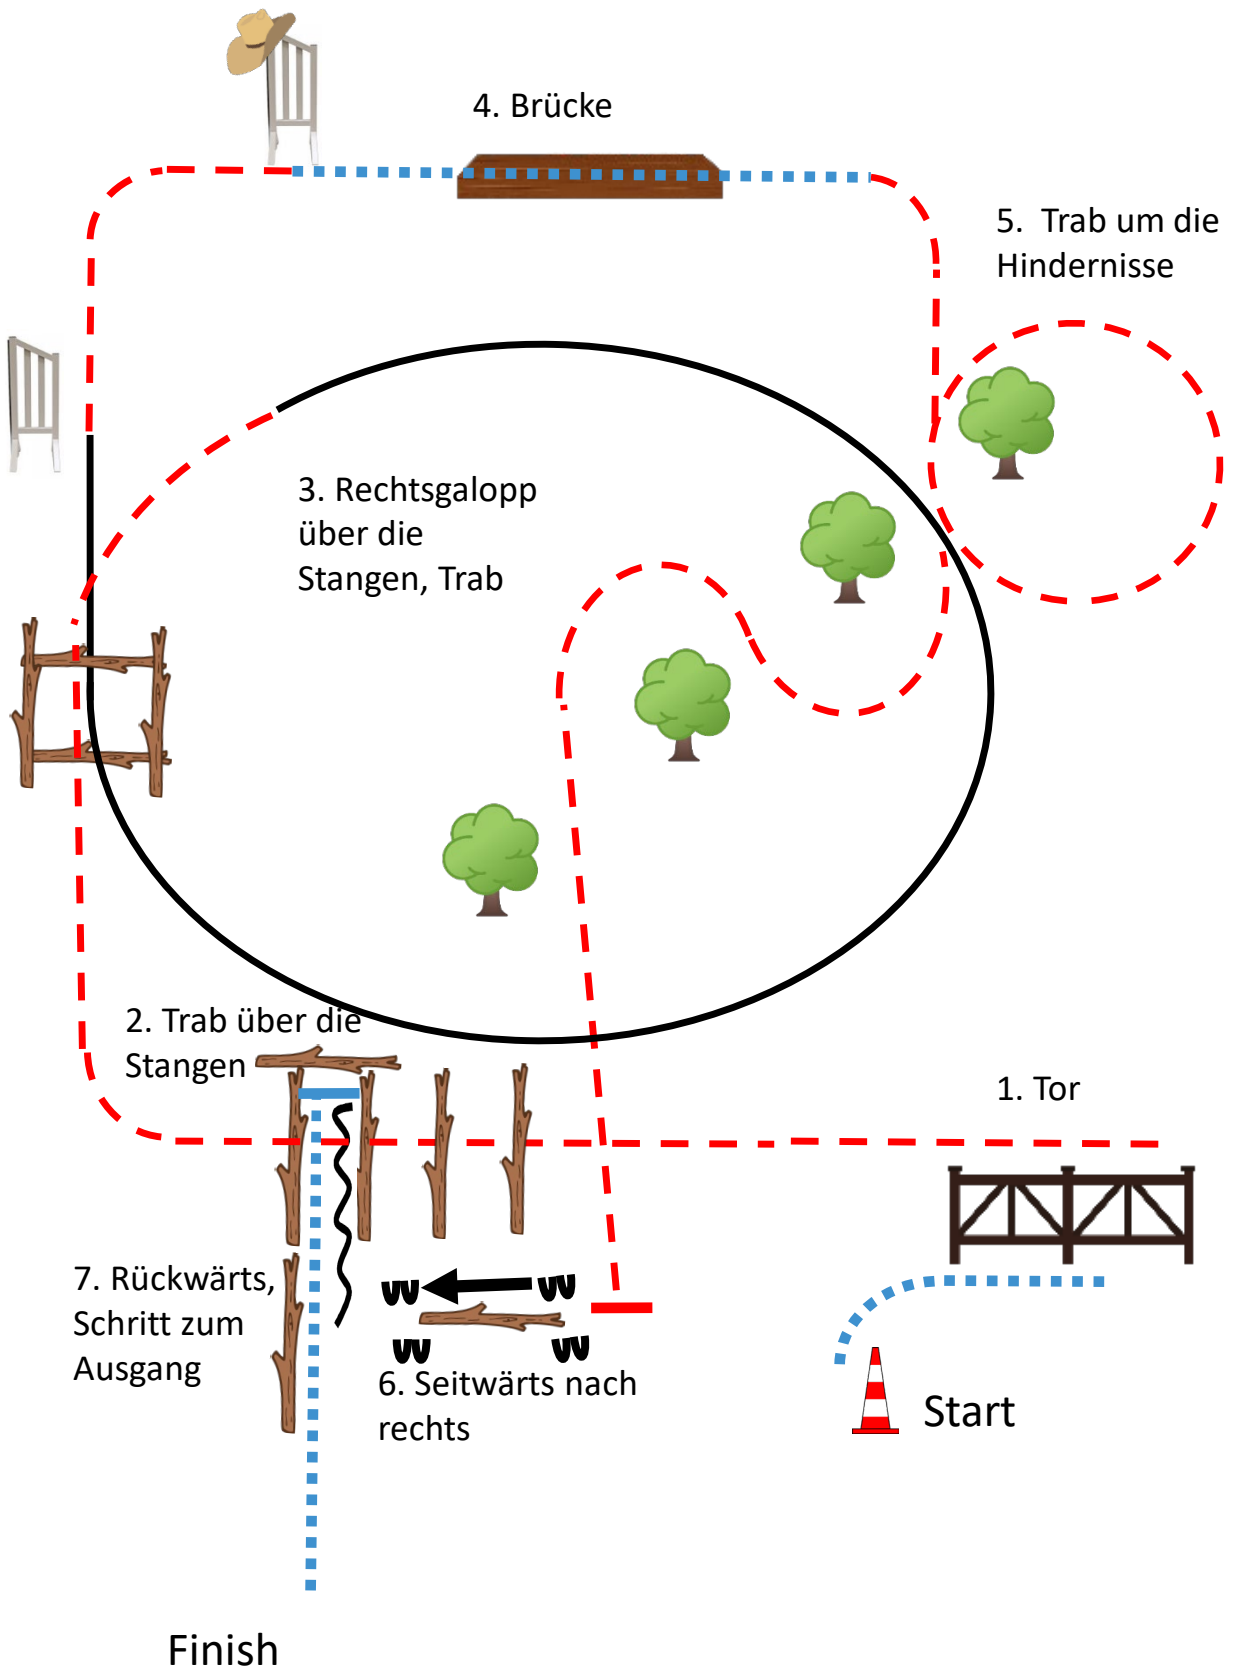 4. Brücke
5. Trab um die
Hindernisse
3. Rechtsgalopp
über die
Stangen, Trab
2. Trab über die
Stangen
1. Tor
7. Rückwärts,
Schritt zum
Ausgang
6. Seitwärts nach
rechts
Start
Finish